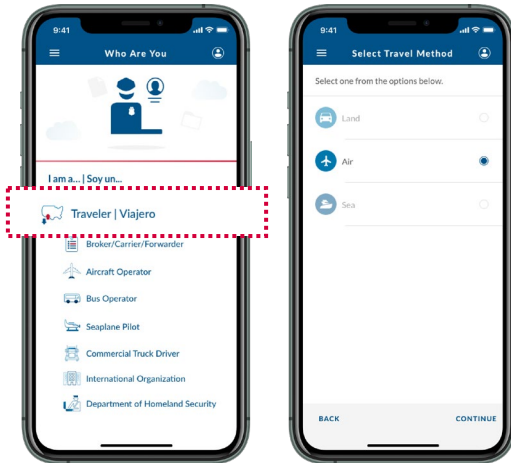 9:41
Who Are You
I am a... | Soy un...
Traveler | Viajero
Broker/Carrier/Forwarder
Aircraft Operator
Bus Operator
Seaplane Pilot
Commercial Truck Driver
International Organization
Department of Homeland Security
9:41
Select Travel Method
Select one from the options below.
Land
Air
Sea
BACK
CONTINUE